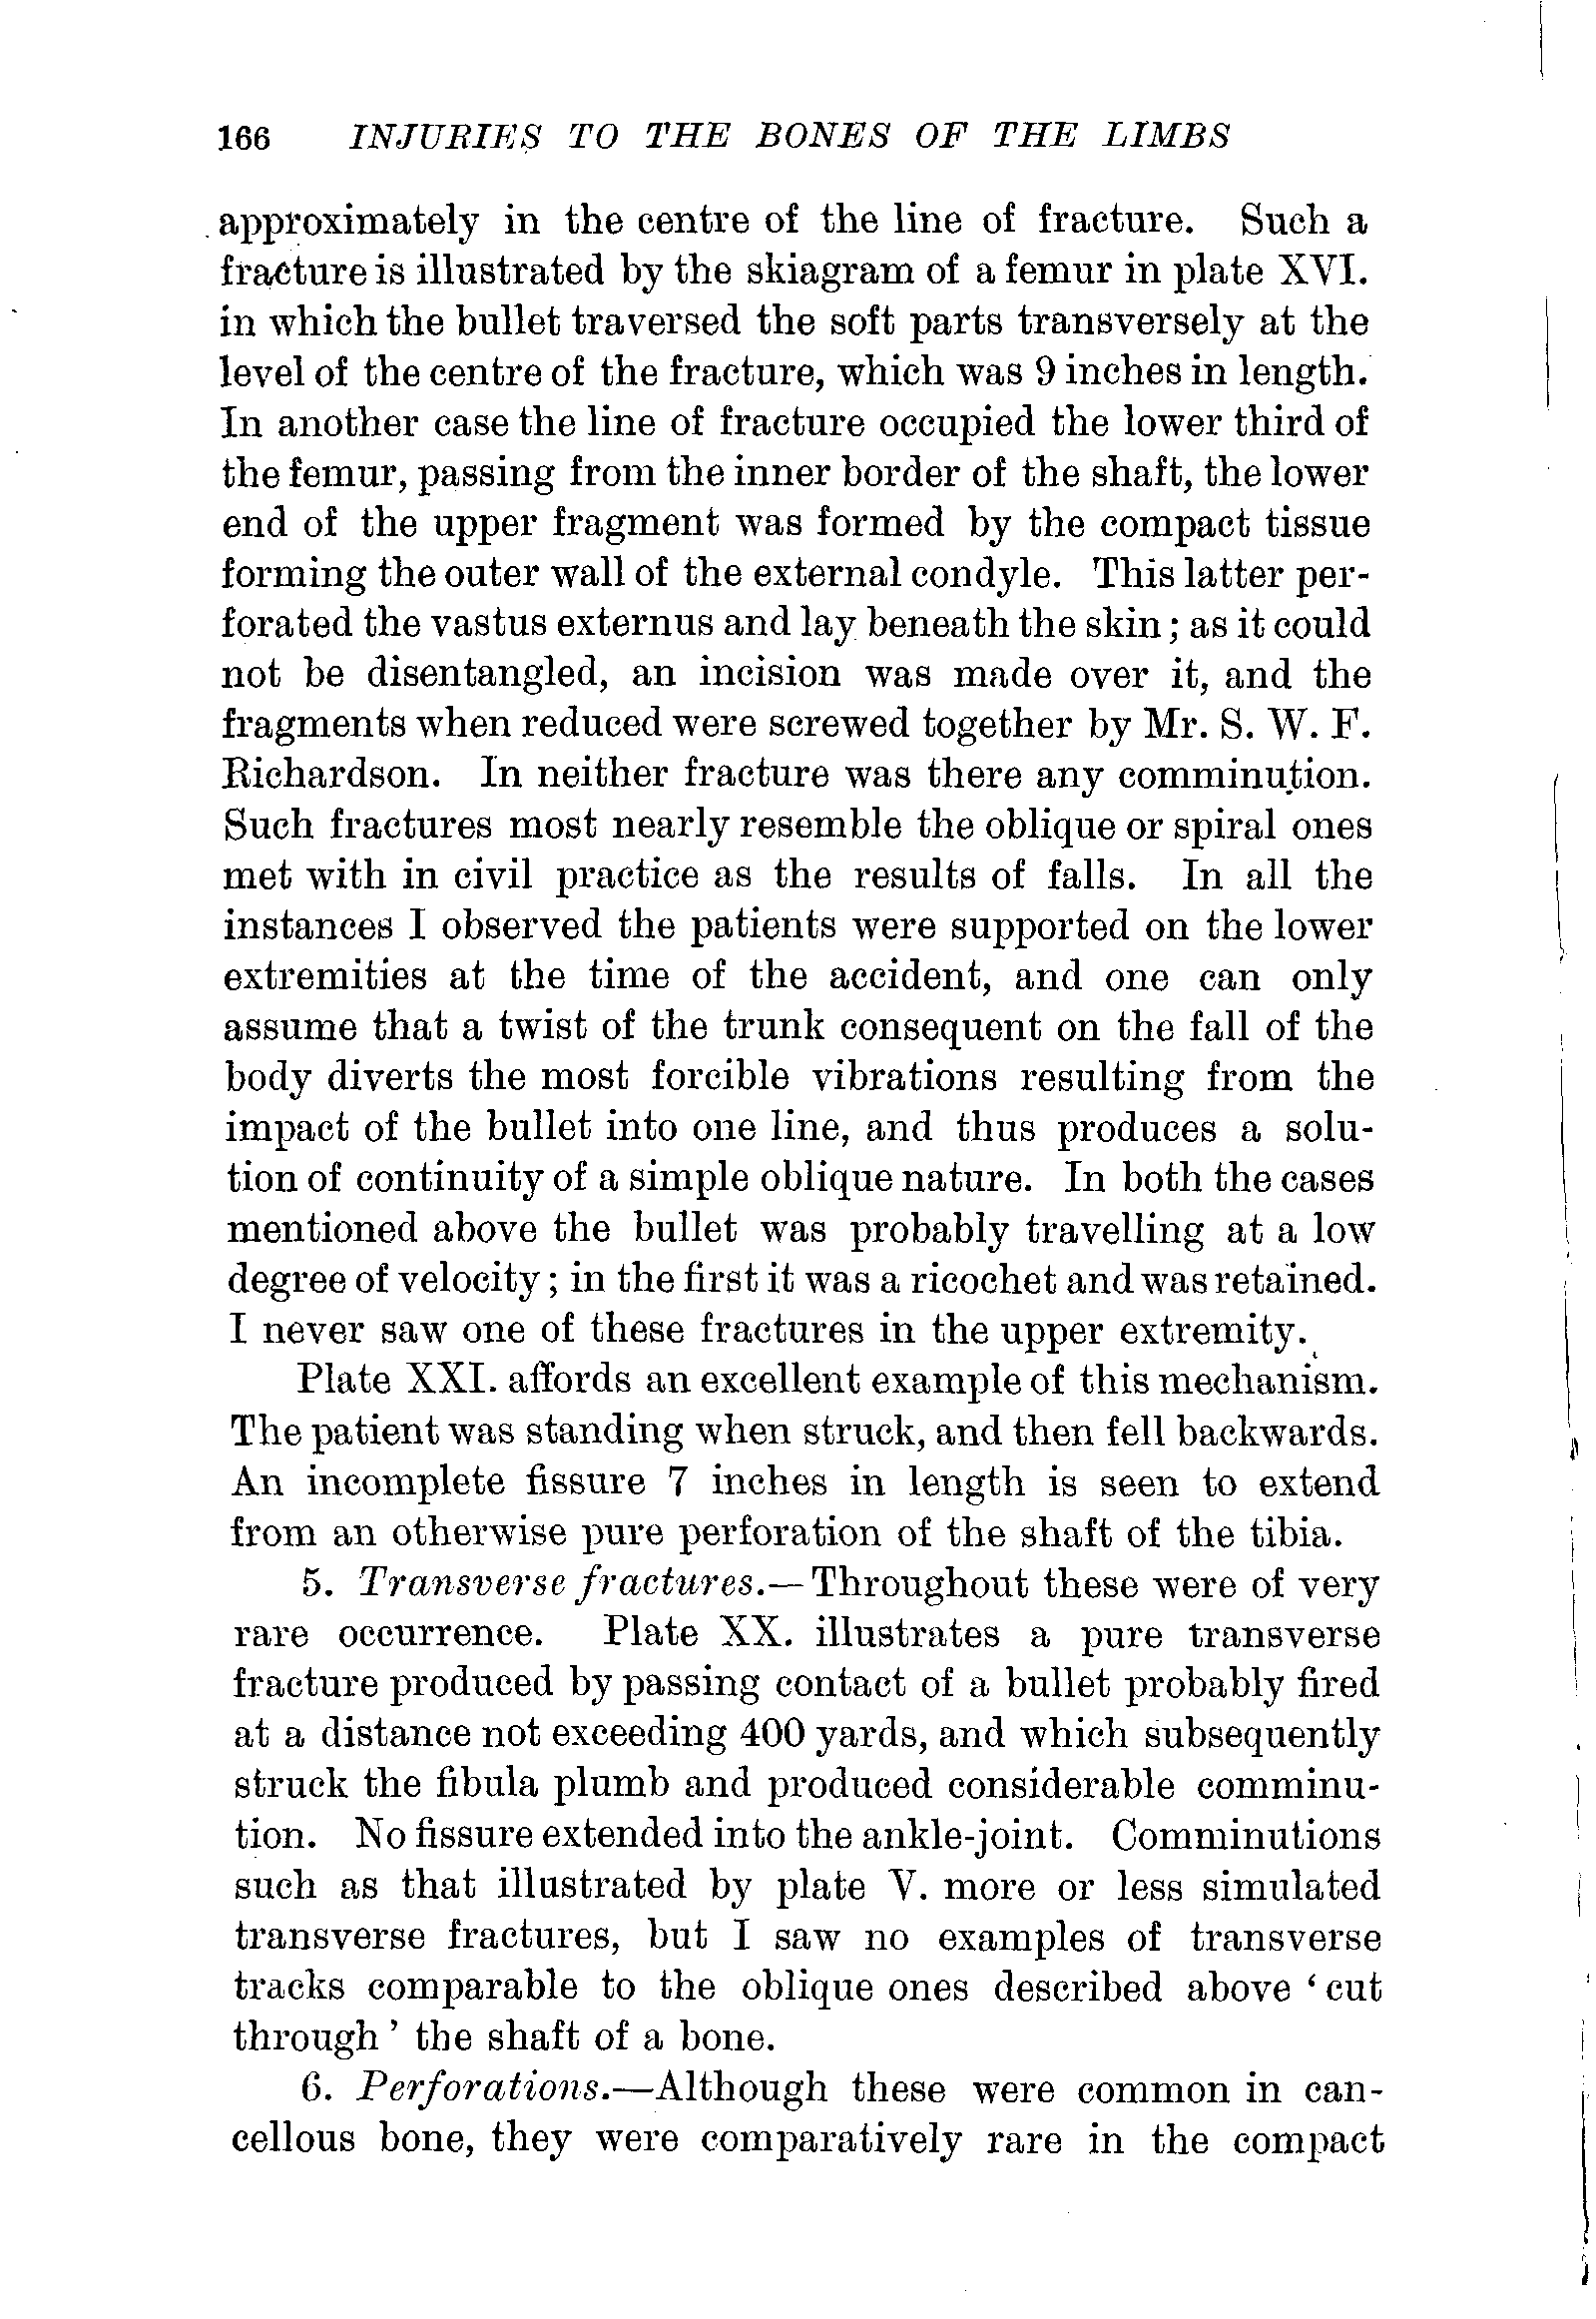 166 INJURIES TO THE BONES OF THE LIMBS
approximately in the centre of the line of fracture. Such a
fracture is illustrated by the skiagram of a femur in plate XVI.
in which the bullet traversed the soft parts transversely at the
level of the centre of the fracture, which was 9 inches in length.
In another case the line of fracture occupied the lower third of
the femur, passing from the inner border of the shaft, the lower
end of the upper fragment was formed by the compact tissue
forming the outer wall of the external condyle. This latter per-
forated the vastus externus and lay beneath the skin; as it could
not be disentangled, an incision was made over it, and the
fragments when reduced were screwed together by Mr. S. W. F.
Richardson. In neither fracture was there any comminution.
Such fractures most nearly resemble the oblique or spiral ones
met with in civil practice as the results of falls. In all the
instances I observed the patients were supported on the lower
extremities at the time of the accident, and one can only
assume that a twist of the trunk consequent on the fall of the
body diverts the most forcible vibrations resulting from the
impact of the bullet into one line, and thus produces a solu-
tion of continuity of a simple oblique nature. In both the cases
mentioned above the bullet was probably travelling at a low
degree of velocity; in the first it was a ricochet and was retained.
I never saw one of these fractures in the upper extremity.
Plate XXI. affords an excellent example of this mechanism.
The patient was standing when struck, and then fell backwards.
An incomplete fissure 7 inches in length is seen to extend
from an otherwise pure perforation of the shaft of the tibia.
5. Transverse fractures.—Throughout these were of very
rare occurrence. Plate XX. illustrates a pure transverse
fracture produced by passing contact of a bullet probably fired
at a distance not exceeding 400 yards, and which subsequently
struck the fibula plumb and produced considerable comminu-
tion. No fissure extended into the ankle-joint. Comminutions
such as that illustrated by plate V. more or less simulated
transverse fractures, but I saw no examples of transverse
tracks comparable to the oblique ones described above ‘cut
through’ the shaft of a bone.
6. Perforations.—Although these were common in can-
cellous bone, they were comparatively rare in the compact